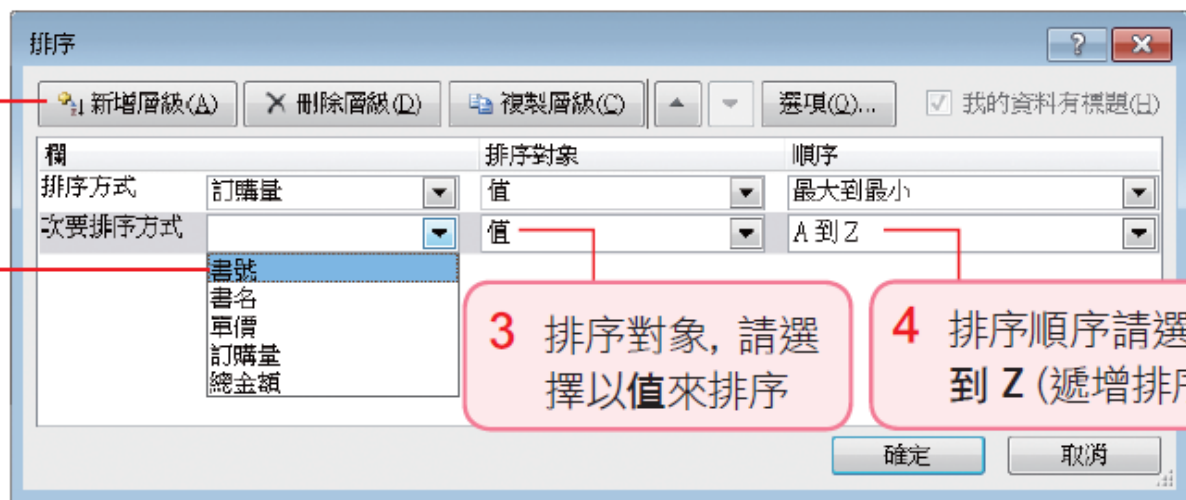 排序
新增層級(A) 刪除層級(D) 複製層級(C) 選項(O)... 我的資料有標題(H)
欄 排序對象 順序
排序方式 訂購量 值 最大到最小
次要排序方式 值 A 到 Z
書號
書名
單價
訂購量
總金額
3 排序對象, 請選
擇以值來排序
4 排序順序請選
到 Z (遞增排序
確定 取消